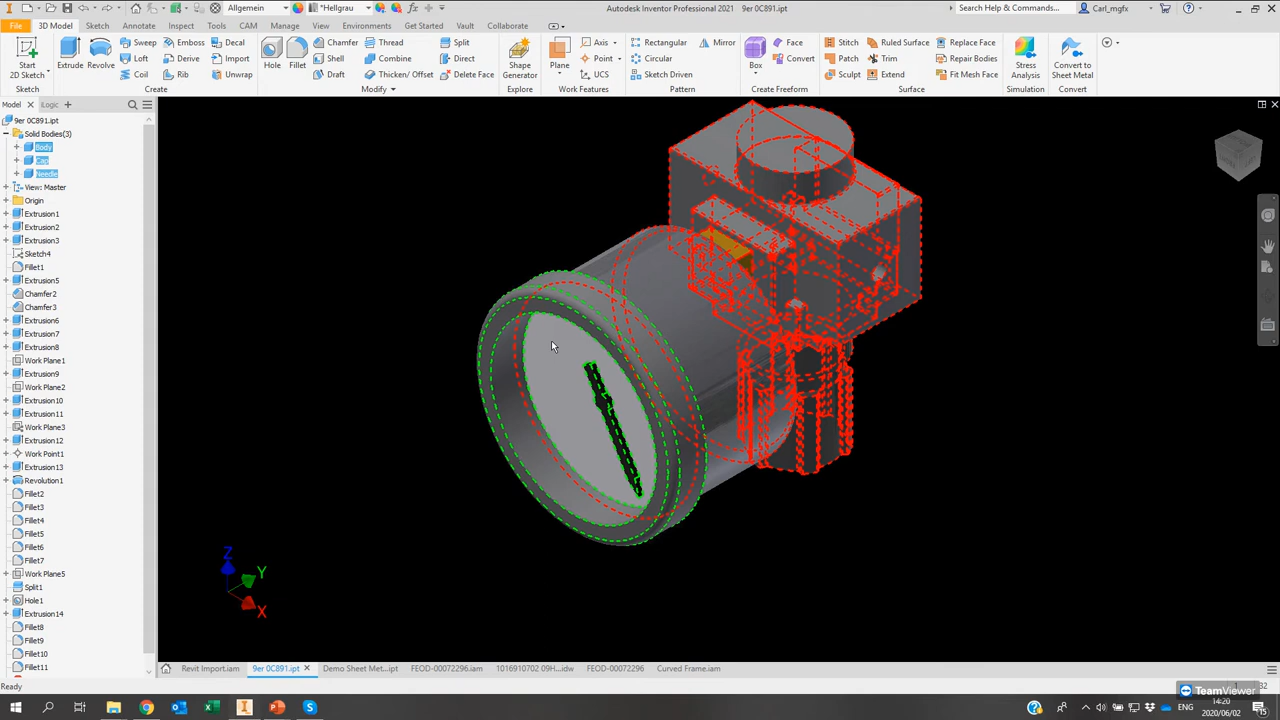 Allgemein
*Hellgrau
Autodesk Inventor Professional 2021 9er 0C891.ipt
Search Help & Commands...
Carl_mgfx
File
3D Model
Sketch
Annotate
Inspect
Tools
CAM
Manage
View
Environments
Get Started
Vault
Collaborate
Start
2D Sketch
Extrude
Revolve
Sweep
Loft
Coil
Emboss
Derive
Rib
Decal
Import
Unwrap
Hole
Fillet
Chamfer
Shell
Draft
Thread
Combine
Thicken/ Offset
Split
Direct
Delete Face
Shape
Generator
Plane
Axis
Point
UCS
Rectangular
Circular
Sketch Driven
Mirror
Box
Face
Convert
Stitch
Patch
Sculpt
Ruled Surface
Trim
Extend
Replace Face
Repair Bodies
Fit Mesh Face
Stress
Analysis
Convert to
Sheet Metal
Sketch
Create
Modify
Explore
Work Features
Pattern
Create Freeform
Surface
Simulation
Convert
Model
Logic
9er 0C891.ipt
Solid Bodies(3)
Body
Cap
Needle
View: Master
Origin
Extrusion1
Extrusion2
Extrusion3
Sketch4
Fillet1
Extrusion5
Chamfer2
Chamfer3
Extrusion6
Extrusion7
Extrusion8
Work Plane1
Extrusion9
Work Plane2
Extrusion10
Extrusion11
Work Plane3
Extrusion12
Work Point1
Extrusion13
Revolution1
Fillet2
Fillet3
Fillet4
Fillet5
Fillet6
Fillet7
Work Plane5
Split1
Hole1
Extrusion14
Fillet8
Fillet9
Fillet10
Fillet11
Z
Y
X
Revit Import.iam
9er 0C891.ipt
Demo Sheet Met...ipt
FEOD-00072296.iam
1016910702 09H...idw
FEOD-00072296
Curved Frame.iam
Ready
1
32
TeamViewer
ENG
14:20
2020/06/02
15